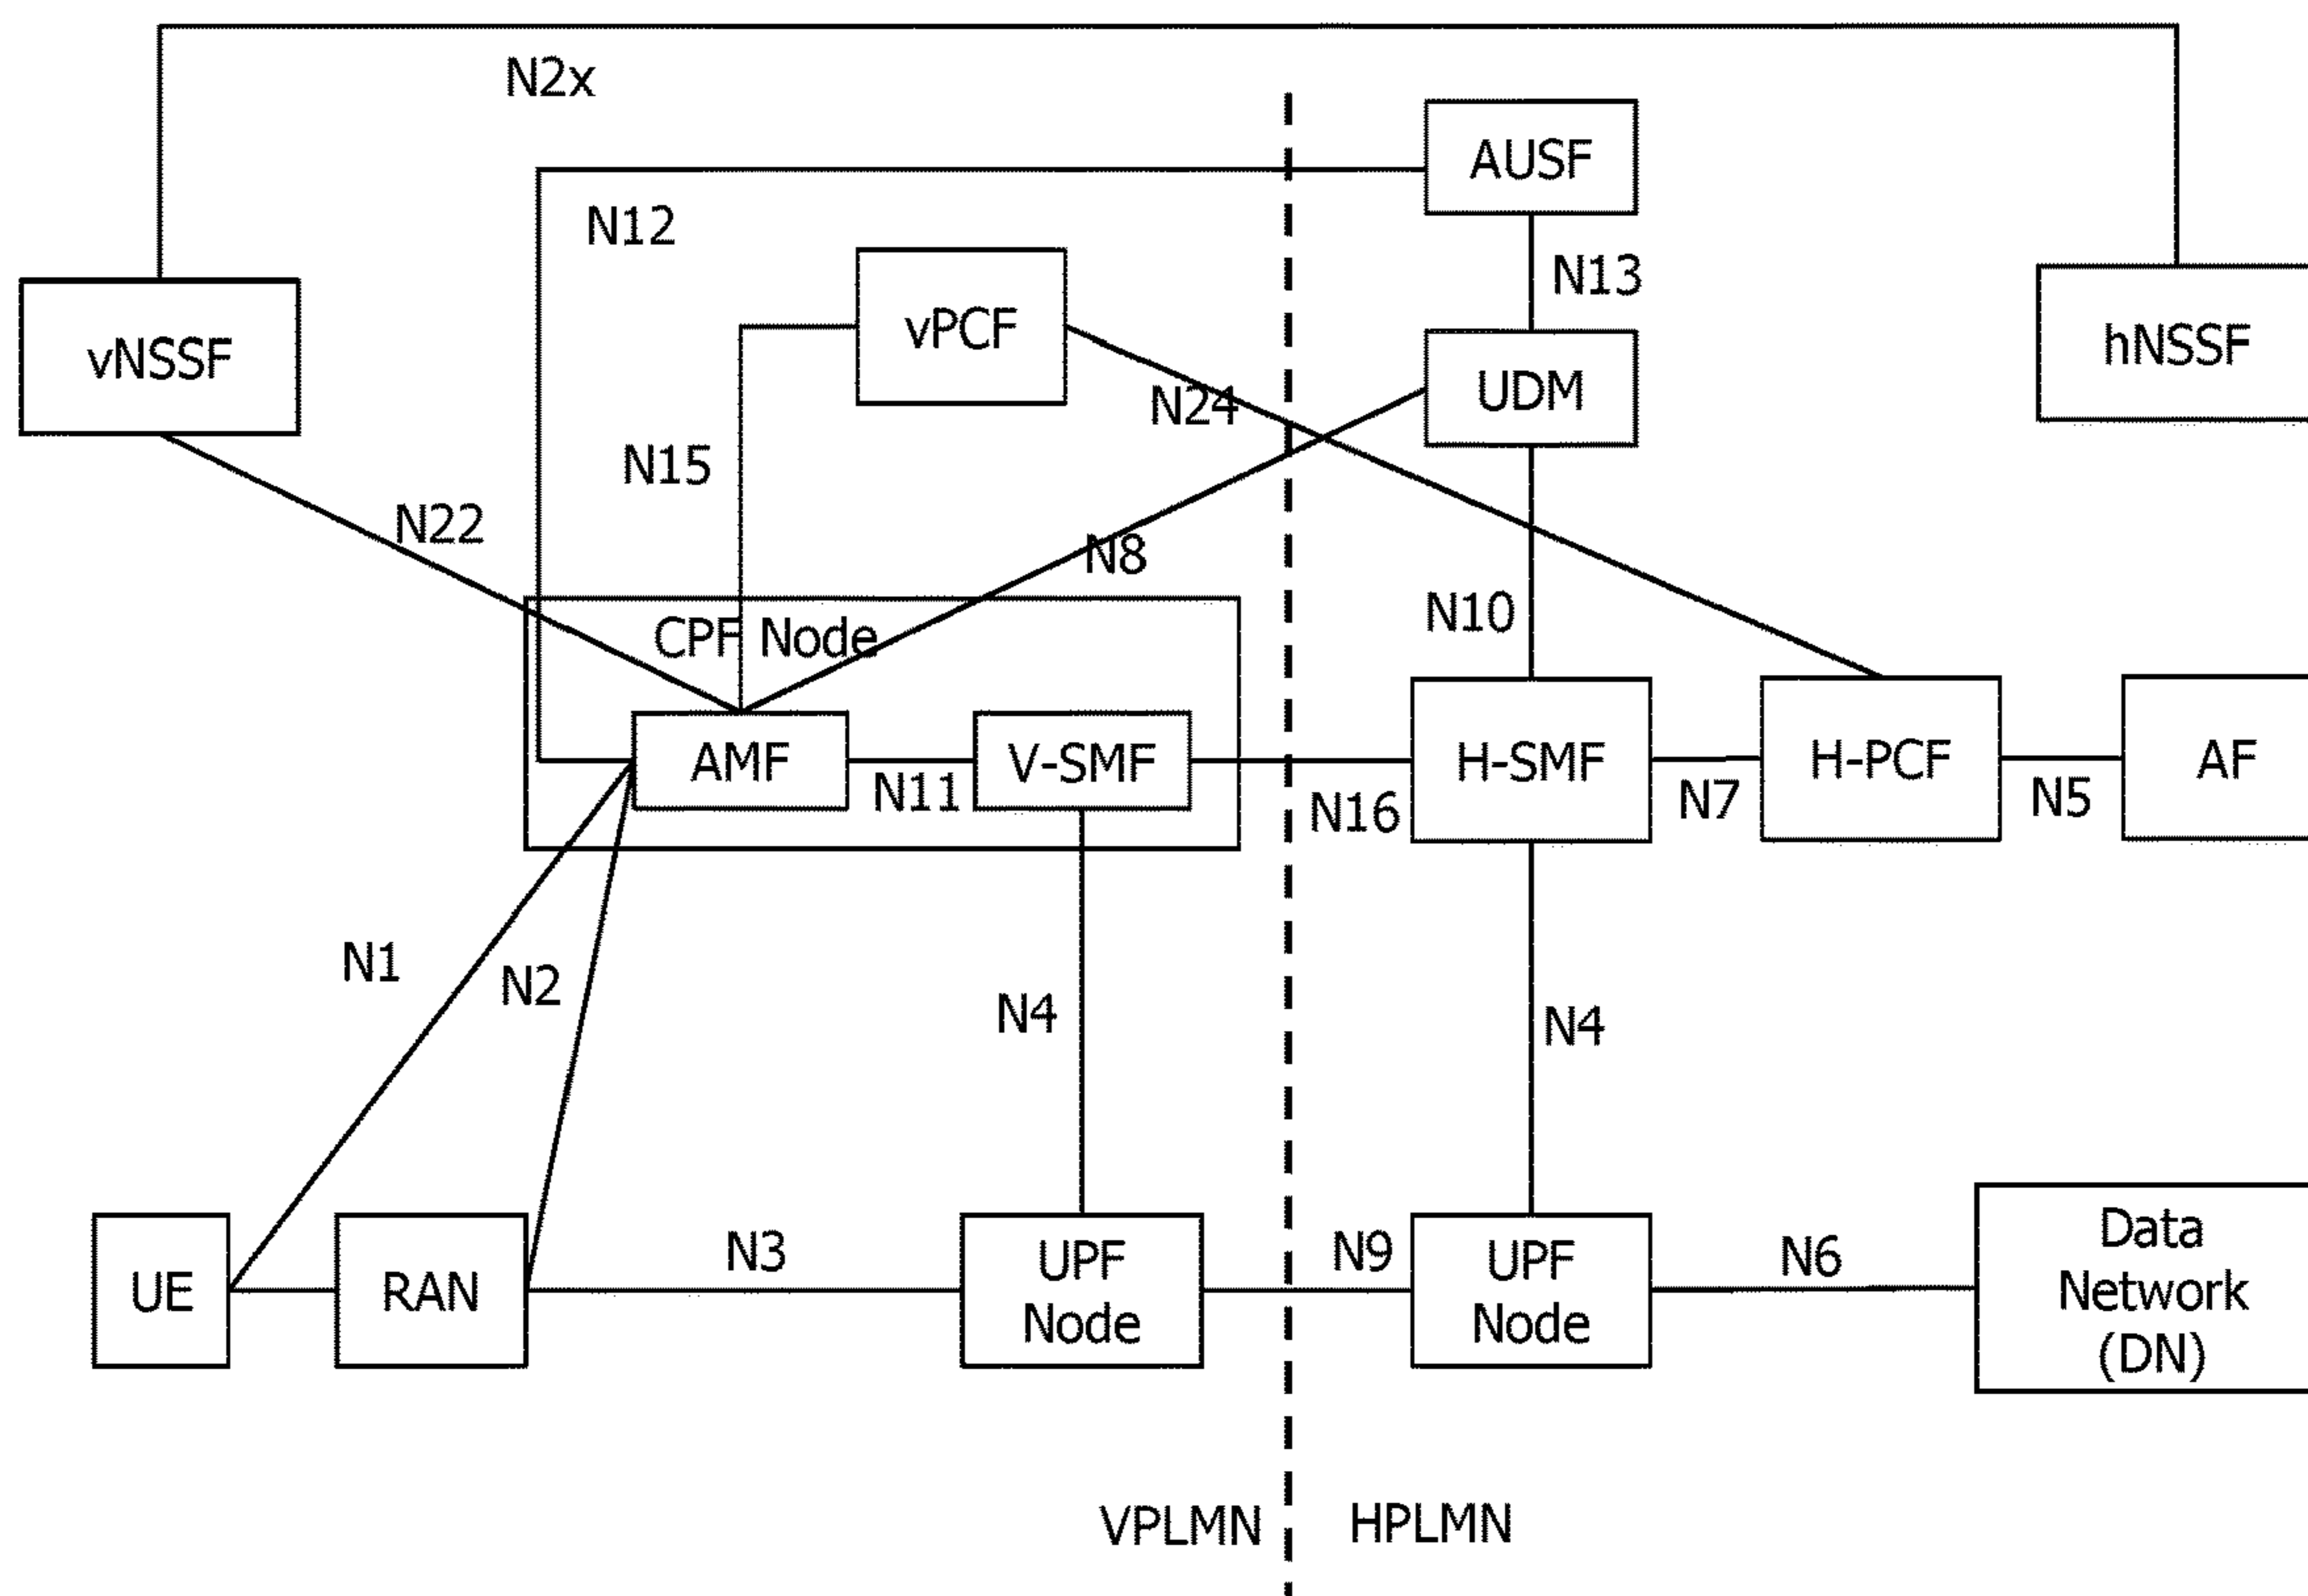 N2x
AUSF
N12
N13
vPCF
vNSSF
hNSSF
UDM
N24
N15
N22
N8
N10
CPF Node
AMF
V-SMF
H-SMF
H-PCF
AF
N11
N16
N7
N5
N1
N2
N4
N4
N3
N9
N6
UE
RAN
UPF
Node
UPF
Node
Data
Network
(DN)
VPLMN
HPLMN